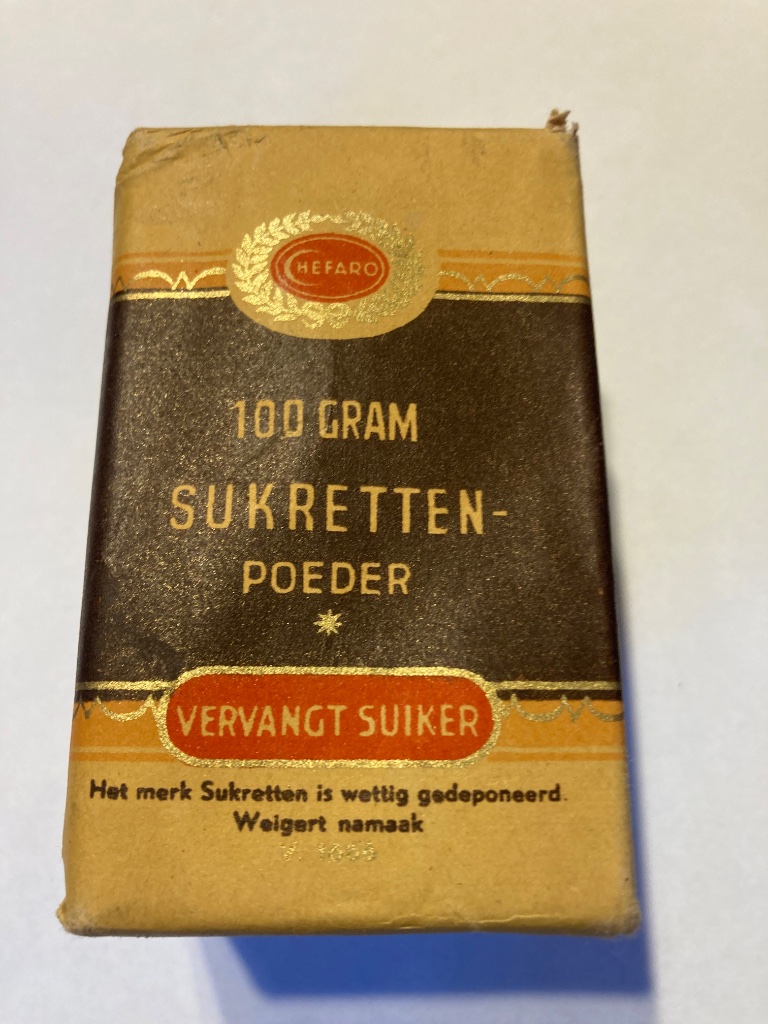 CHEFARO
100 GRAM
SUKRETTEN-
POEDER
VERVANGT SUIKER
Het merk Sukretten is wettig gedeponeerd.
Weigert namaak